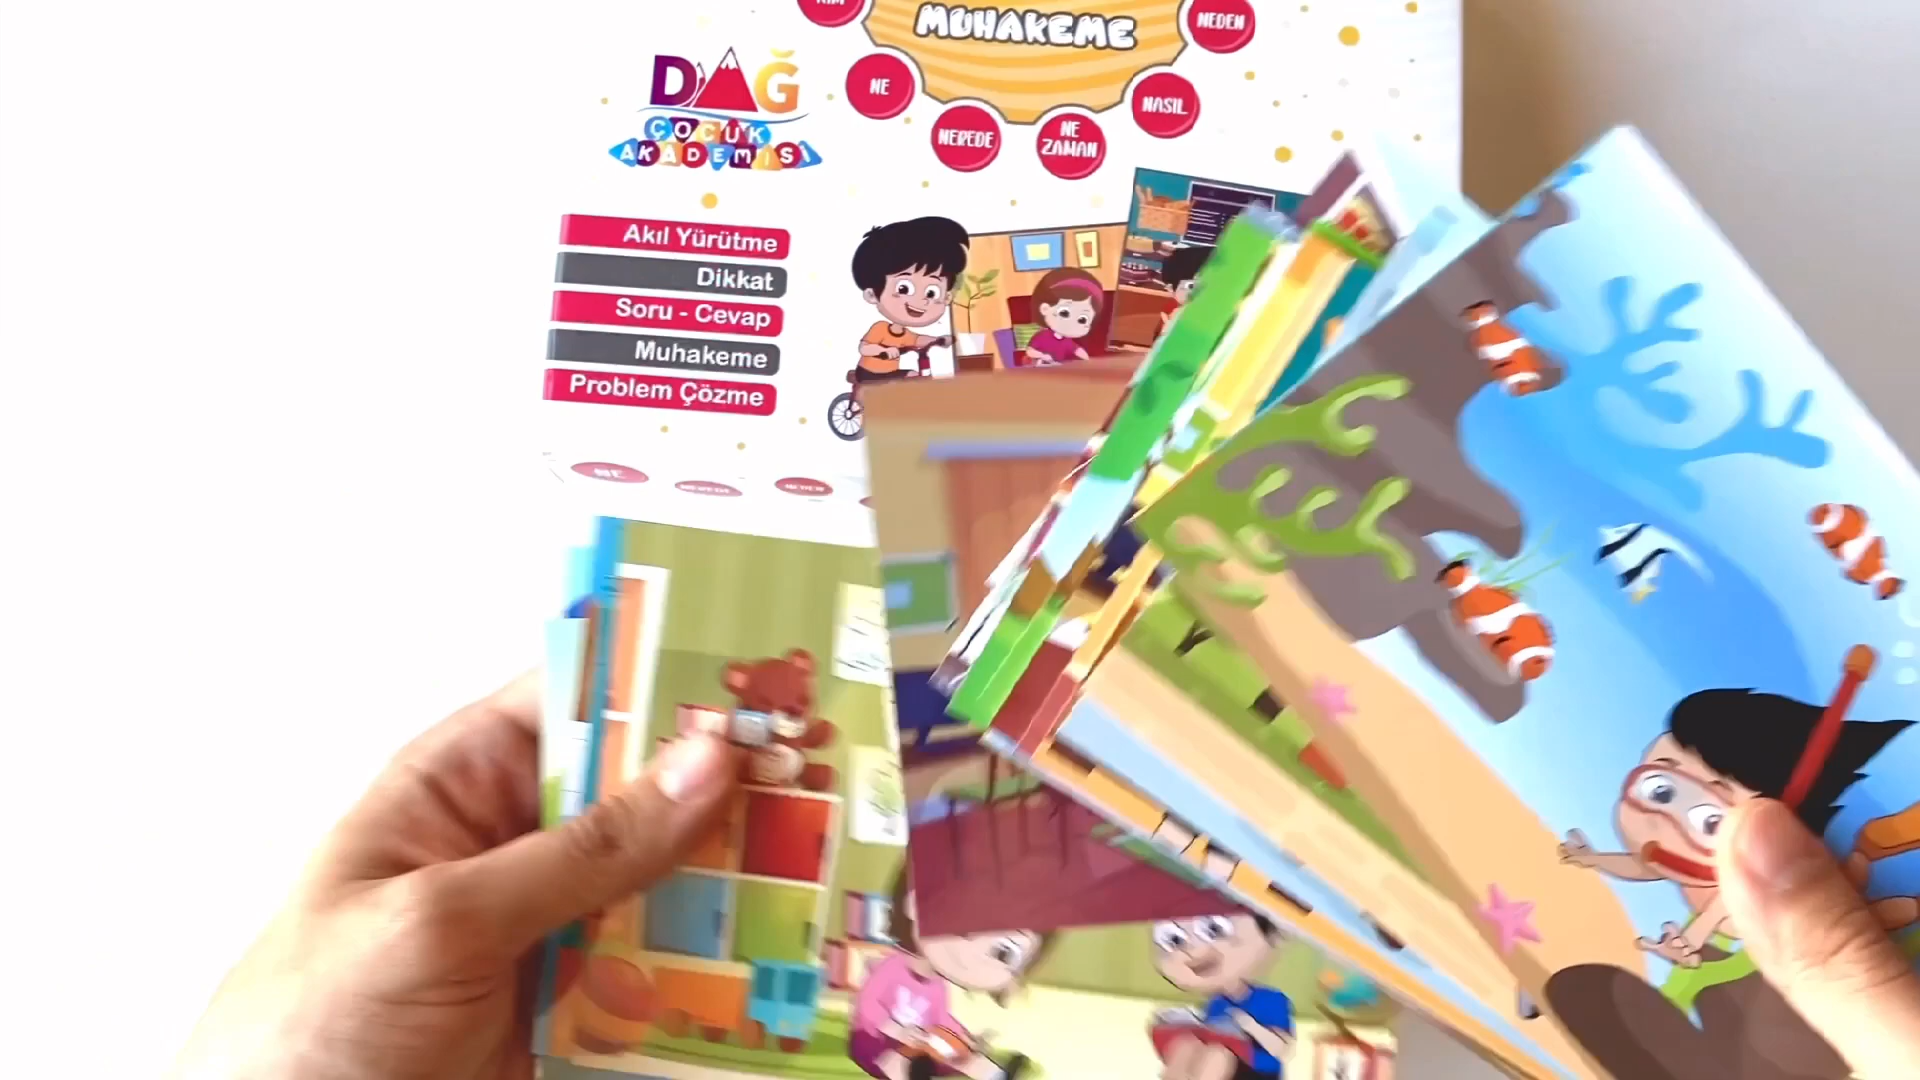 MUHAKEME
NEDEN
DAĞ
ÇOCUK
AKADEMİSİ
NE
NASIL
NEREDE
NE
ZAMAN
Akıl Yürütme
Dikkat
Soru - Cevap
Muhakeme
Problem Çözme
NE